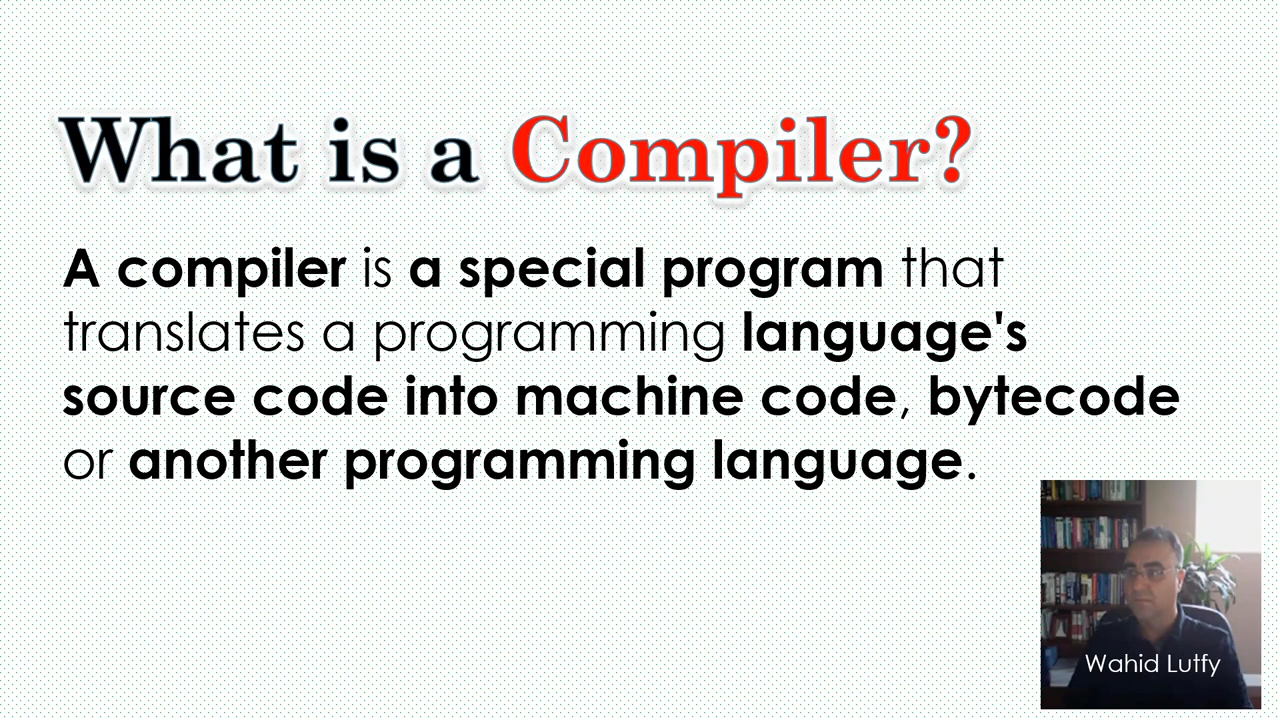 What is a Compiler?
A compiler is a special program that
translates a programming language's
source code into machine code, bytecode
or another programming language.
Wahid Lutfy